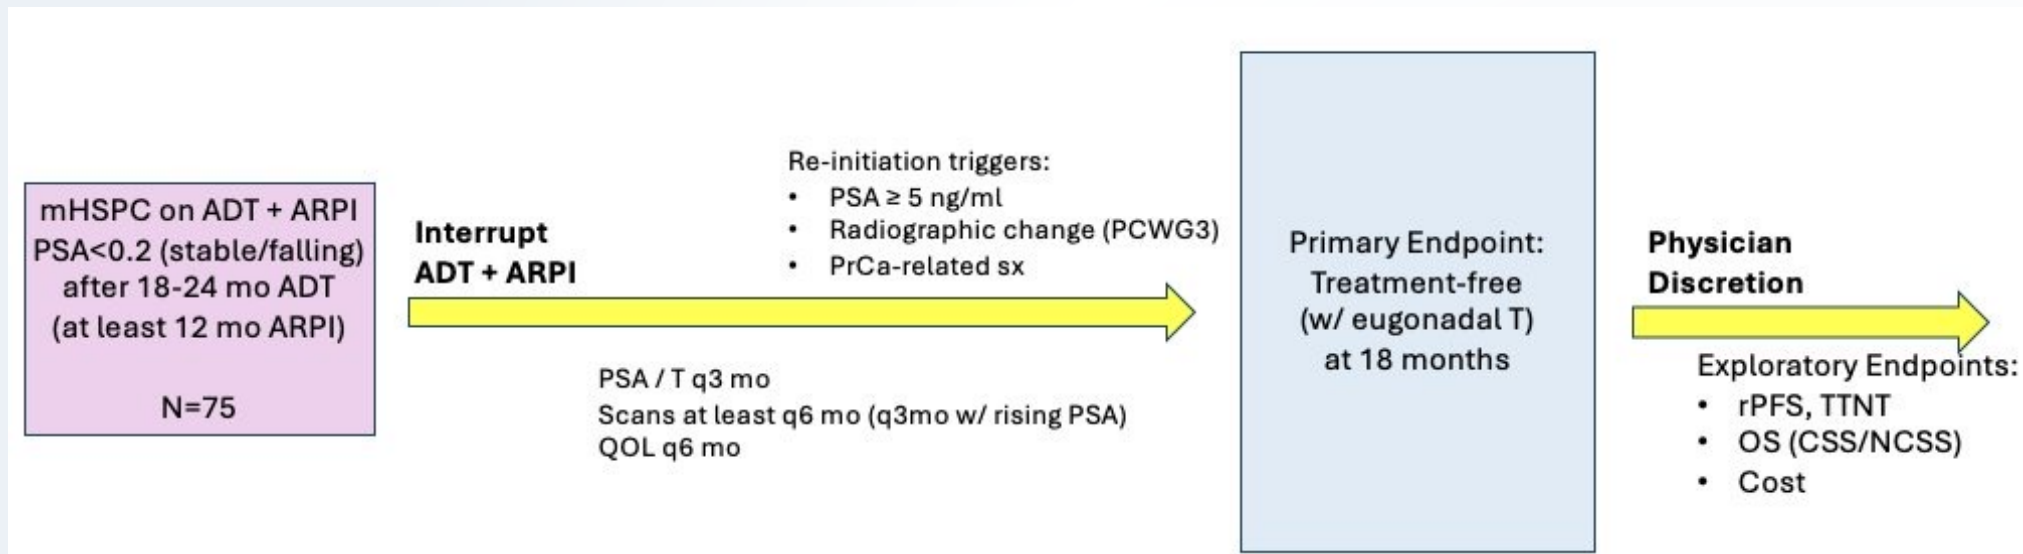 mHSPC on ADT + ARPI
PSA<0.2 (stable/falling)
after 18-24 mo ADT
(at least 12 mo ARPI)
N=75
Interrupt
ADT + ARPI
Re-initiation triggers:
• PSA ≥ 5 ng/ml
• Radiographic change (PCWG3)
• PrCa-related sx
PSA / T q3 mo
Scans at least q6 mo (q3mo w/ rising PSA)
QOL q6 mo
Primary Endpoint:
Treatment-free
(w/ eugonadal T)
at 18 months
Physician
Discretion
Exploratory Endpoints:
• rPFS, TTNT
• OS (CSS/NCSS)
• Cost